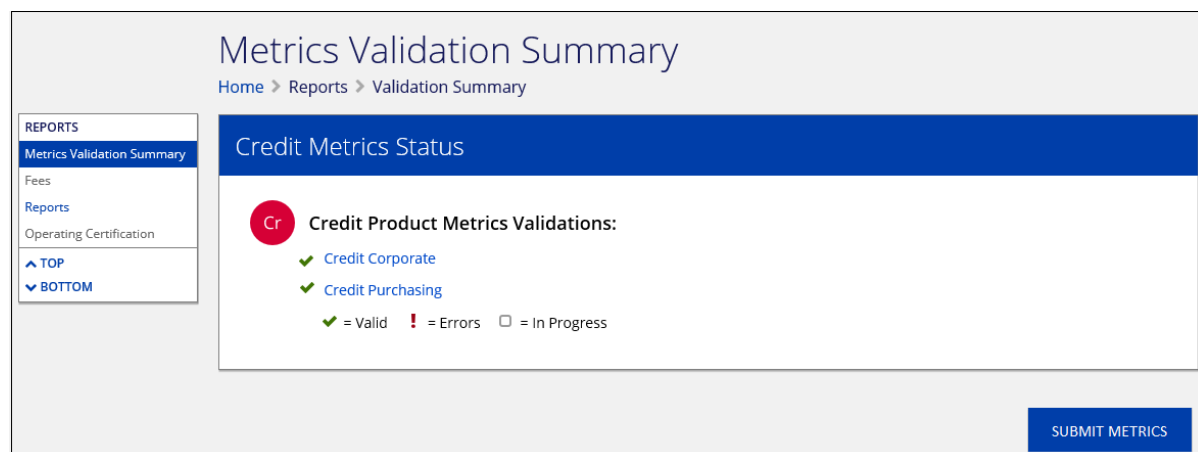 Metrics Validation Summary
Home > Reports > Validation Summary
REPORTS
Metrics Validation Summary
Fees
Reports
Operating Certification
TOP
BOTTOM
Credit Metrics Status
Cr Credit Product Metrics Validations:
Credit Corporate
Credit Purchasing
= Valid ! = Errors = In Progress
SUBMIT METRICS